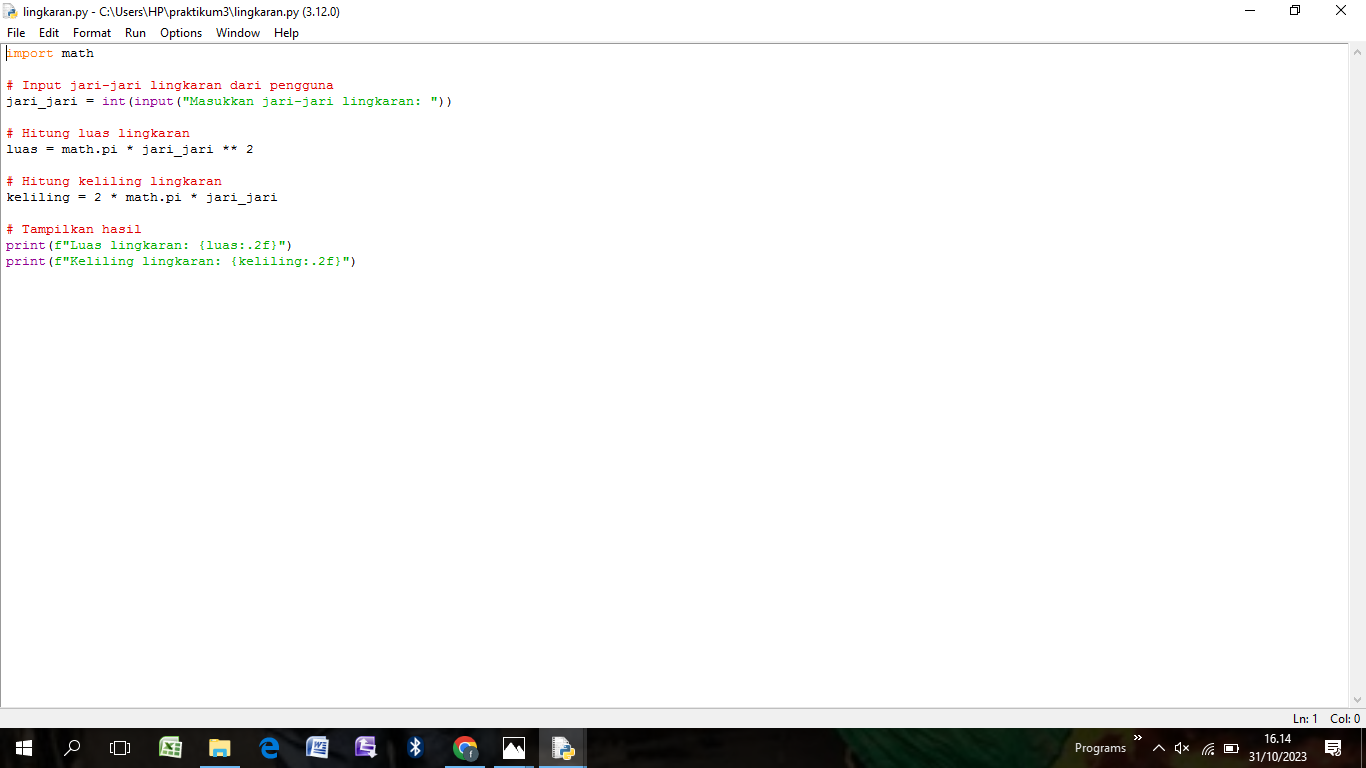 lingkaran.py - C:\Users\HP\praktikum3\lingkaran.py (3.12.0)
File Edit Format Run Options Window Help
import math
# Input jari-jari lingkaran dari pengguna
jari_jari = int(input("Masukkan jari-jari lingkaran: "))
# Hitung luas lingkaran
luas = math.pi * jari_jari ** 2
# Hitung keliling lingkaran
keliling = 2 * math.pi * jari_jari
# Tampilkan hasil
print(f"Luas lingkaran: {luas:.2f}")
print(f"Keliling lingkaran: {keliling:.2f}")
Ln: 1 Col: 0
Programs
16.14
31/10/2023